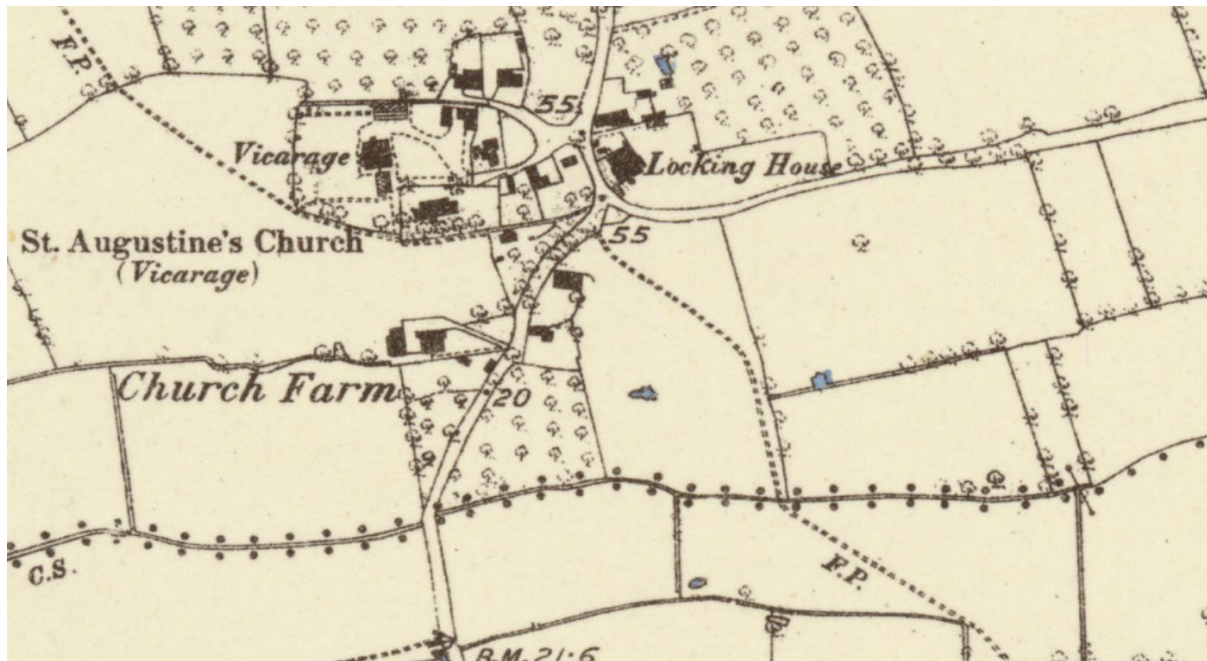 F.P.
55
Vicarage
Locking House
55
St. Augustine's Church
(Vicarage)
Church Farm
20
C.S.
F.P.
B.M. 21·6